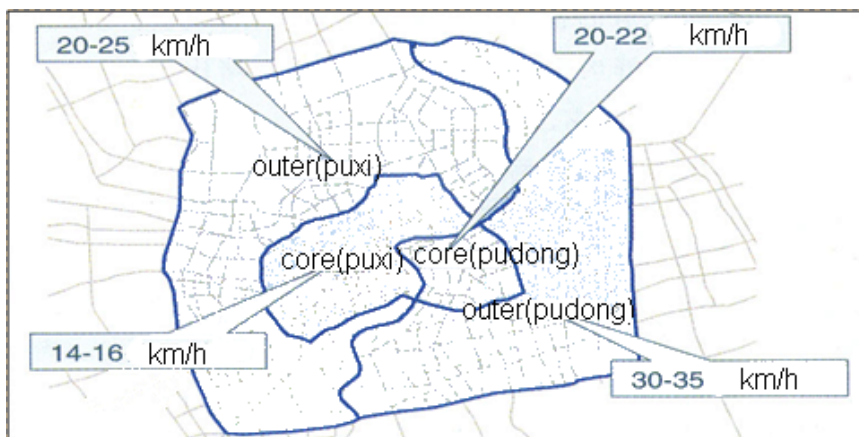 20-25 km/h
20-22 km/h
outer(puxi)
core(puxi)
core(pudong)
outer(pudong)
14-16 km/h
30-35 km/h